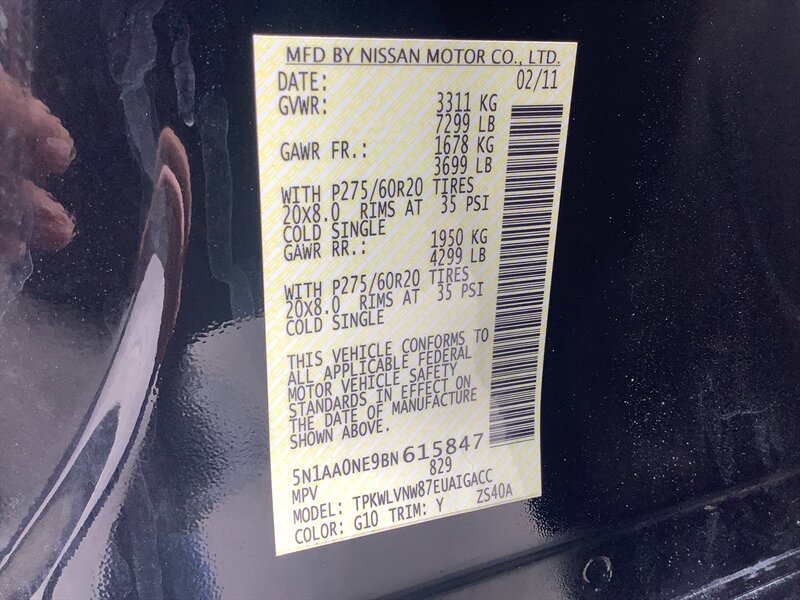 MFD BY NISSAN MOTOR CO., LTD.
DATE: 02/11
GVWR: 3311 KG
7299 LB
GAWR FR.: 1678 KG
3699 LB
WITH P275/60R20 TIRES
20X8.0 RIMS AT 35 PSI
COLD SINGLE
GAWR RR.: 1950 KG
4299 LB
WITH P275/60R20 TIRES
20X8.0 RIMS AT 35 PSI
COLD SINGLE
THIS VEHICLE CONFORMS TO
ALL APPLICABLE FEDERAL
MOTOR VEHICLE SAFETY
STANDARDS IN EFFECT ON
THE DATE OF MANUFACTURE
SHOWN ABOVE.
5N1AA0NE9BN615847
MPV 829
MODEL: TPKWLVNW87EUAIGACC
COLOR: G10 TRIM: Y ZS40A